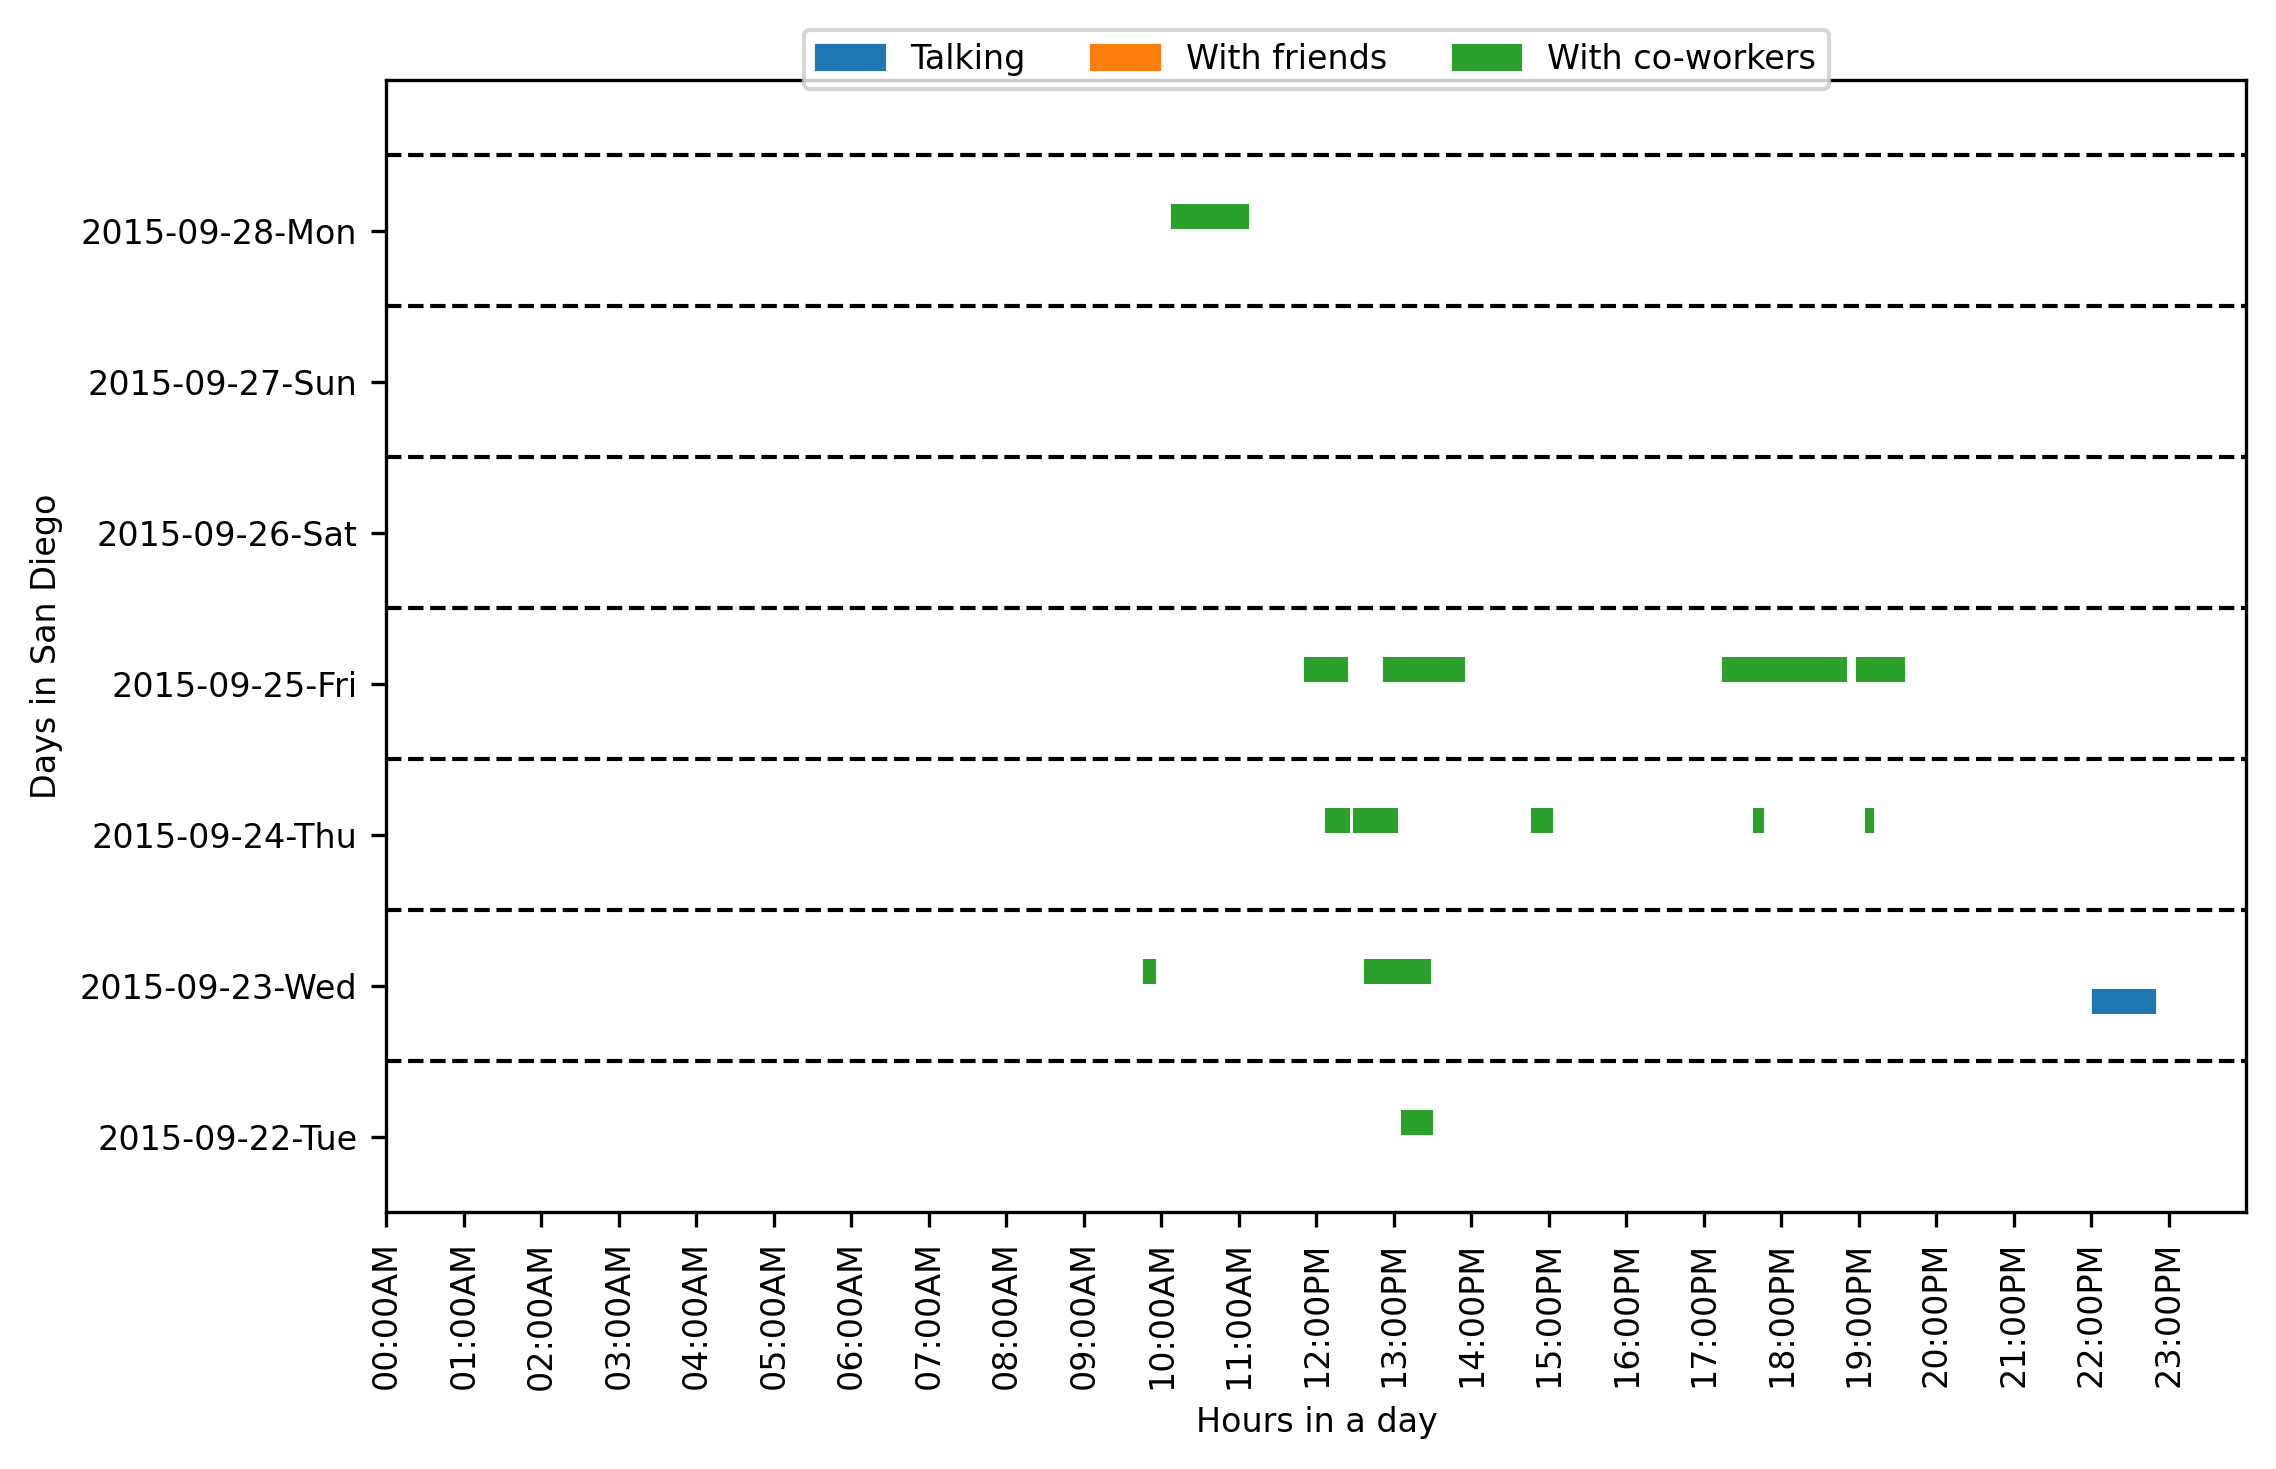 Talking With friends With co-workers
2015-09-28-Mon
2015-09-27-Sun
2015-09-26-Sat
2015-09-25-Fri
2015-09-24-Thu
2015-09-23-Wed
2015-09-22-Tue
Days in San Diego
00:00AM
01:00AM
02:00AM
03:00AM
04:00AM
05:00AM
06:00AM
07:00AM
08:00AM
09:00AM
10:00AM
11:00AM
12:00PM
13:00PM
14:00PM
15:00PM
16:00PM
17:00PM
18:00PM
19:00PM
20:00PM
21:00PM
22:00PM
23:00PM
Hours in a day